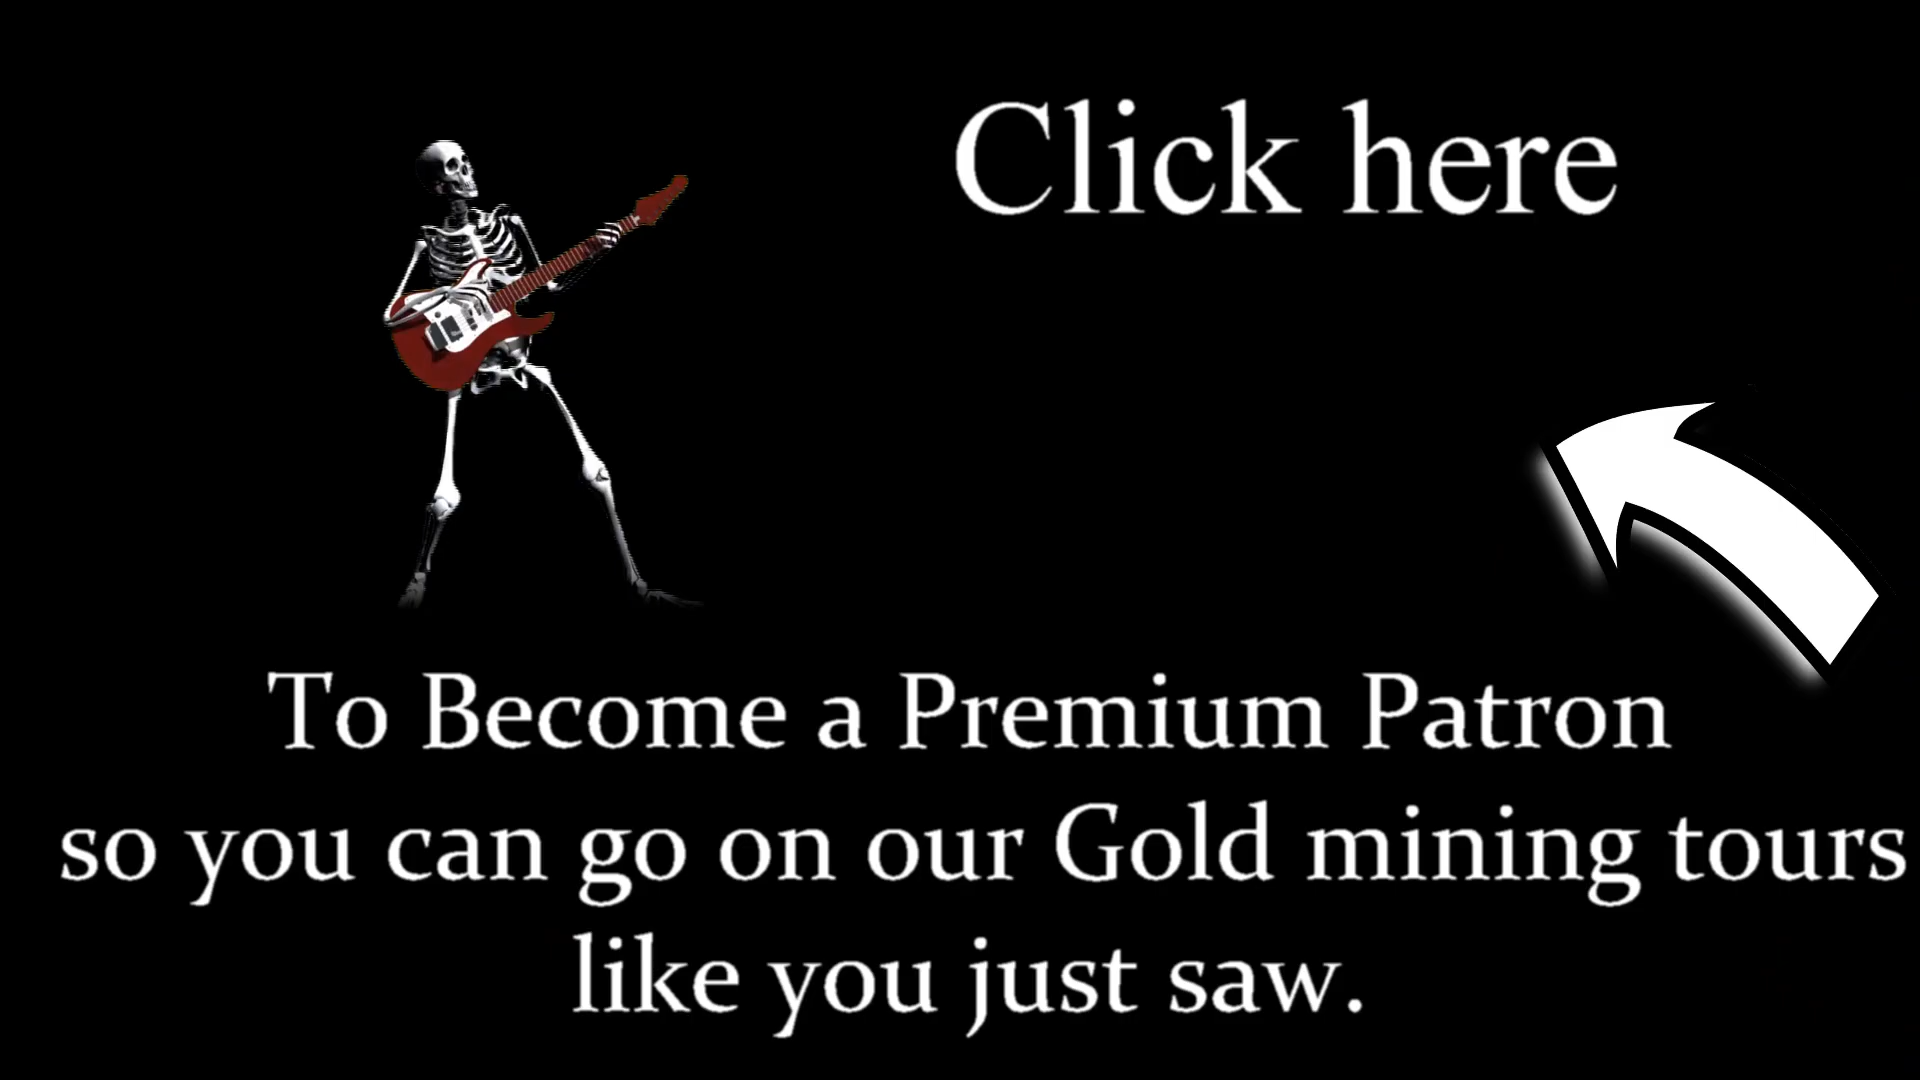 Click here
To Become a Premium Patron
so you can go on our Gold mining tours
like you just saw.